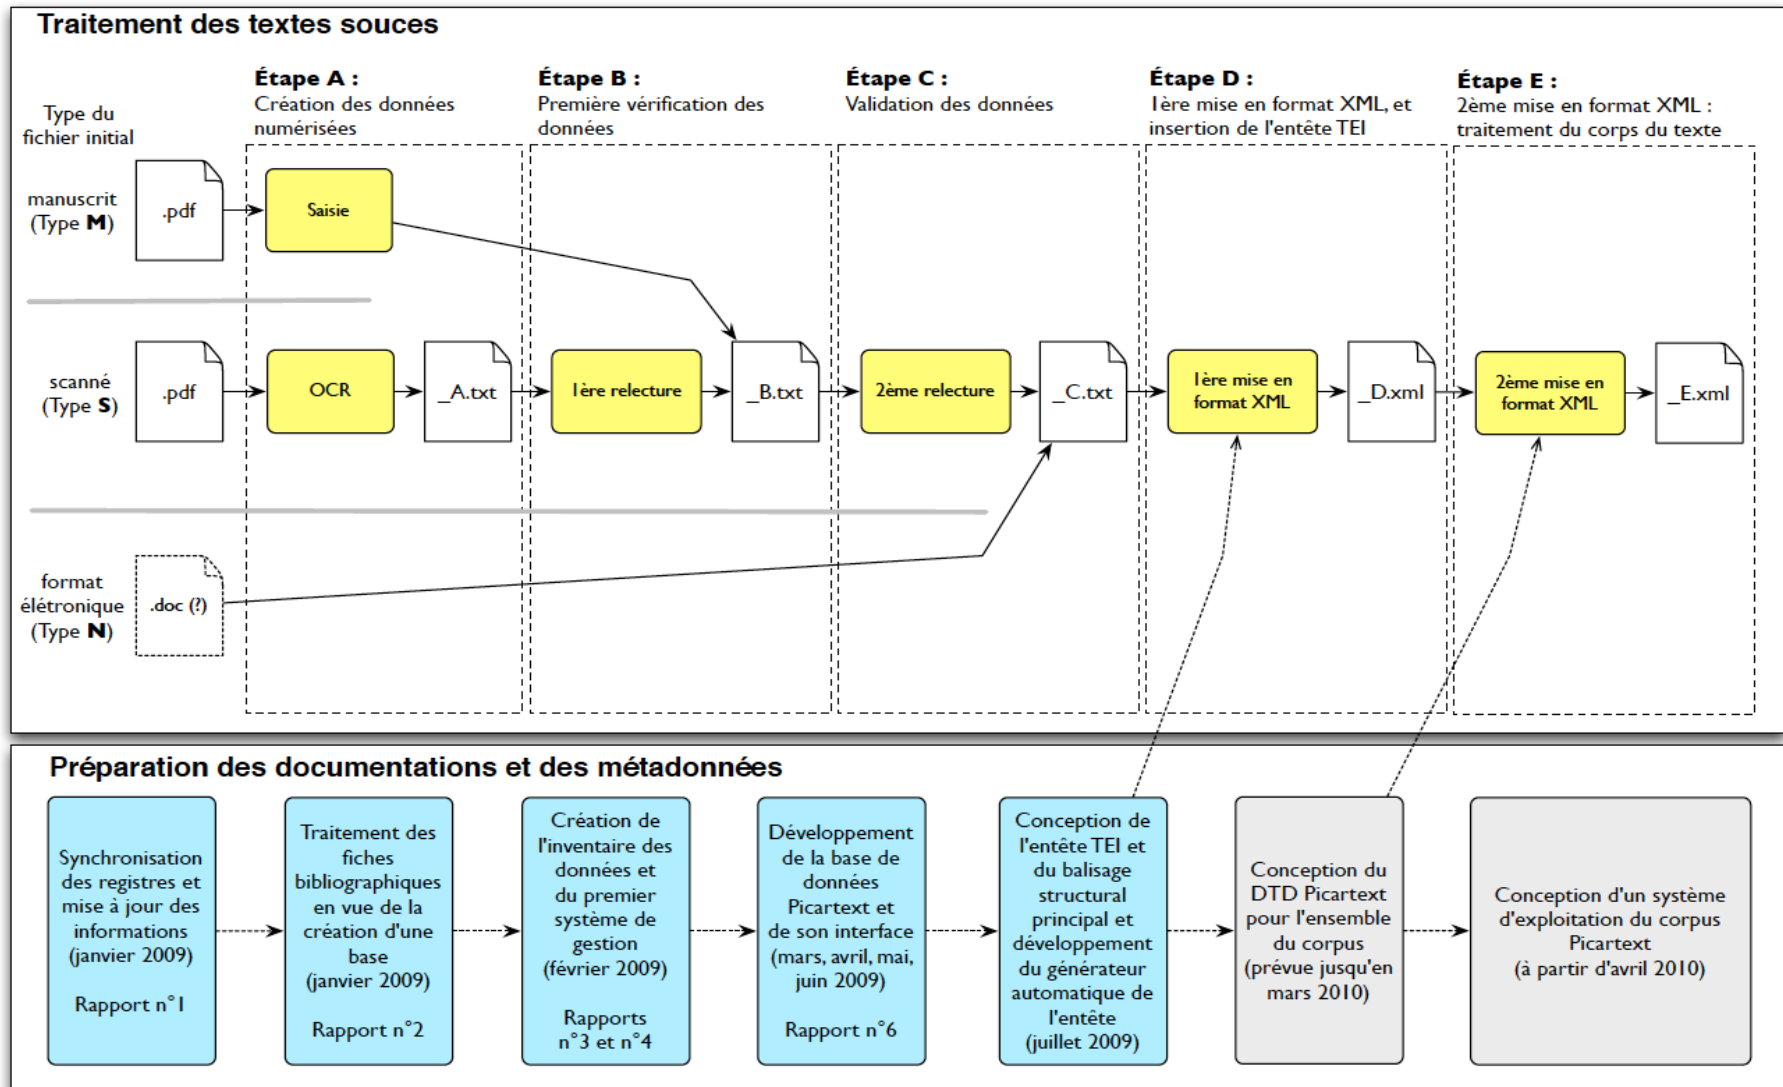 Traitement des textes souces
Étape A :
Création des données
numérisées
Étape B :
Première vérification des
données
Étape C :
Validation des données
Étape D :
1ère mise en format XML, et
insertion de l'entête TEI
Étape E :
2ème mise en format XML :
traitement du corps du texte
Type du
fichier initial
manuscrit
(Type M)
.pdf
Saisie
scanné
(Type S)
.pdf
OCR
_A.txt
1ère relecture
_B.txt
2ème relecture
_C.txt
1ère mise en
format XML
_D.xml
2ème mise en
format XML
_E.xml
format
élétronique
(Type N)
.doc (?)
Préparation des documentations et des métadonnées
Synchronisation
des registres et
mise à jour des
informations
(janvier 2009)
Rapport n°1
Traitement des
fiches
bibliographiques
en vue de la
création d'une
base
(janvier 2009)
Rapport n°2
Création de
l'inventaire des
données et
du premier
système de
gestion
(février 2009)
Rapports
n°3 et n°4
Développement
de la base de
données
Picartext et
de son interface
(mars, avril, mai,
juin 2009)
Rapport n°6
Conception de
l'entête TEI et
du balisage
structural
principal et
développement
du générateur
automatique de
l'entête
(juillet 2009)
Conception du
DTD Picartext
pour l'ensemble
du corpus
(prévue jusqu'en
mars 2010)
Conception d'un système
d'exploitation du corpus
Picartext
(à partir d'avril 2010)